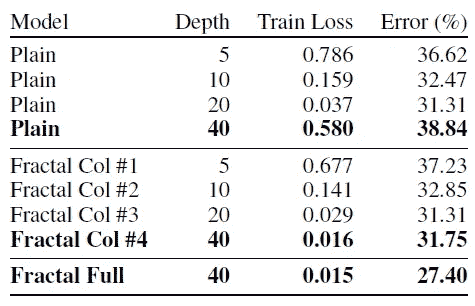 Model Depth Train Loss Error (%)
Plain 5 0.786 36.62
Plain 10 0.159 32.47
Plain 20 0.037 31.31
Plain 40 0.580 38.84
Fractal Col #1 5 0.677 37.23
Fractal Col #2 10 0.141 32.85
Fractal Col #3 20 0.029 31.31
Fractal Col #4 40 0.016 31.75
Fractal Full 40 0.015 27.40